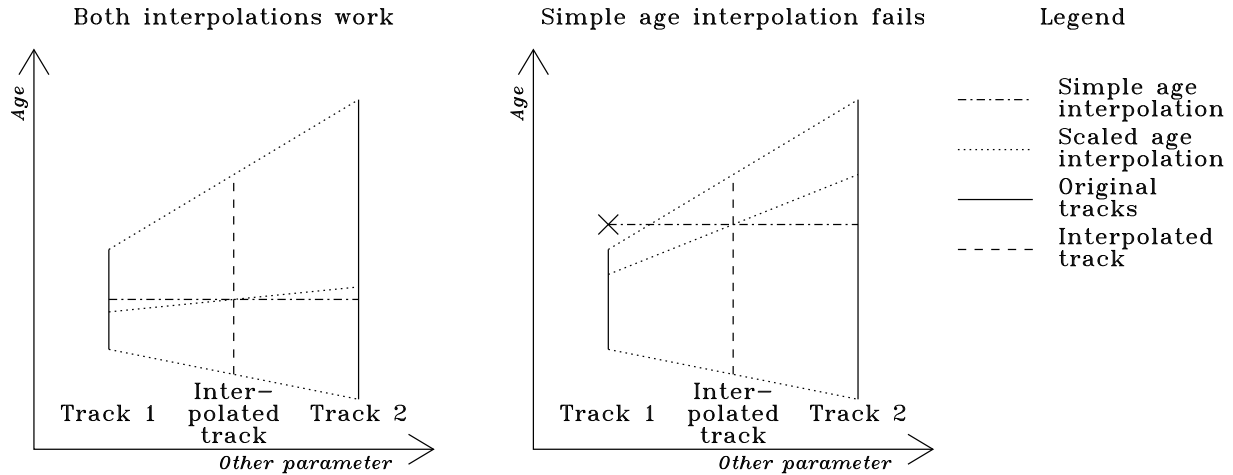 Both interpolations work
Age
Track 1
Inter-
polated
track
Track 2
Other parameter
Simple age interpolation fails
Age
Track 1
Inter-
polated
track
Track 2
Other parameter
Legend
Simple age
interpolation
Scaled age
interpolation
Original
tracks
Interpolated
track